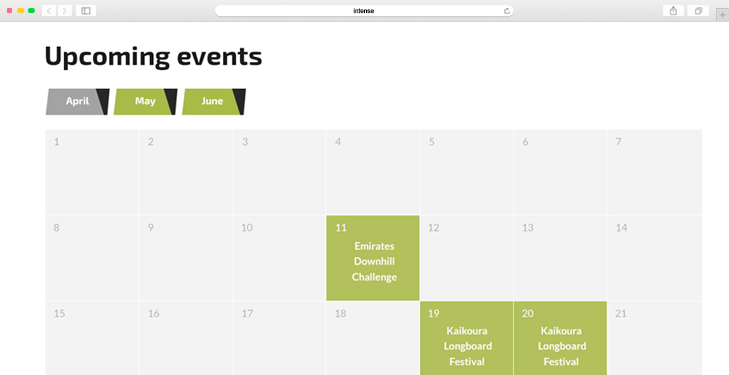 intense
Upcoming events
April May June
1 2 3 4 5 6 7
8 9 10 11 12 13 14
Emirates
Downhill
Challenge
15 16 17 18 19 20 21
Kaikoura Kaikoura
Longboard Longboard
Festival Festival